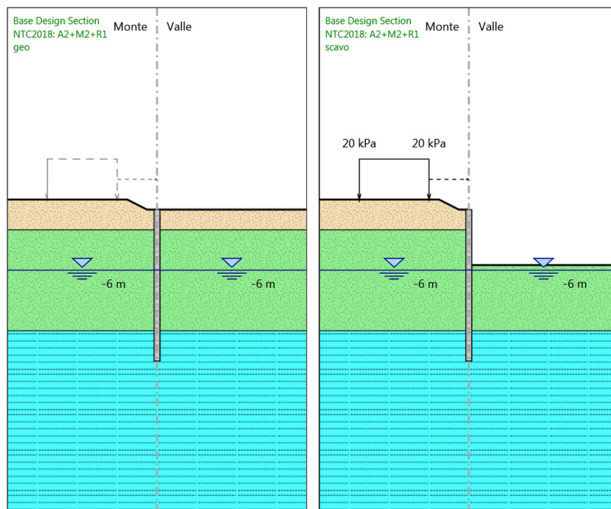 Base Design Section
NTC2018: A2+M2+R1
geo
Monte
Valle
-6 m
-6 m
Base Design Section
NTC2018: A2+M2+R1
scavo
Monte
Valle
20 kPa
20 kPa
-6 m
-6 m